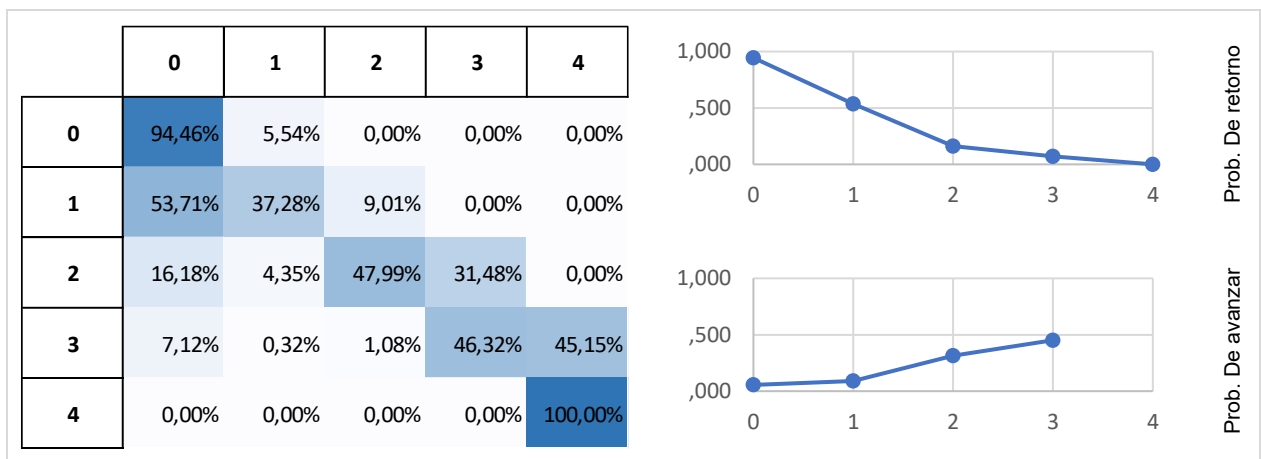 0 1 2 3 4
0 94,46% 5,54% 0,00% 0,00% 0,00%
1 53,71% 37,28% 9,01% 0,00% 0,00%
2 16,18% 4,35% 47,99% 31,48% 0,00%
3 7,12% 0,32% 1,08% 46,32% 45,15%
4 0,00% 0,00% 0,00% 0,00% 100,00%
1,000
,500
,000
0 1 2 3 4
Prob. De retorno
1,000
,500
,000
0 1 2 3 4
Prob. De avanzar